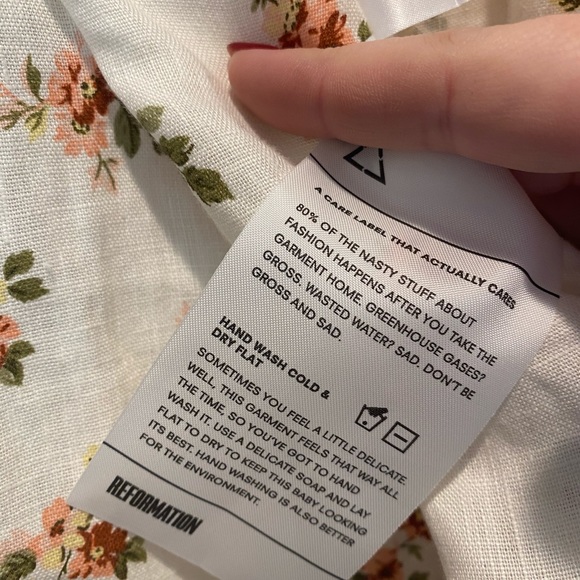 A CARE LABEL THAT ACTUALLY CARES
80% OF THE NASTY STUFF ABOUT
FASHION HAPPENS AFTER YOU TAKE THE
GARMENT HOME. GREENHOUSE GASES?
GROSS. WASTED WATER? SAD. DON'T BE
GROSS AND SAD.
HAND WASH COLD &
DRY FLAT
SOMETIMES YOU FEEL A LITTLE DELICATE.
WELL, THIS GARMENT FEELS THAT WAY ALL
THE TIME, SO YOU'VE GOT TO HAND
WASH IT. USE A DELICATE SOAP AND LAY
FLAT TO DRY TO KEEP THIS BABY LOOKING
ITS BEST. HAND WASHING IS ALSO BETTER
FOR THE ENVIRONMENT.
REFORMATION